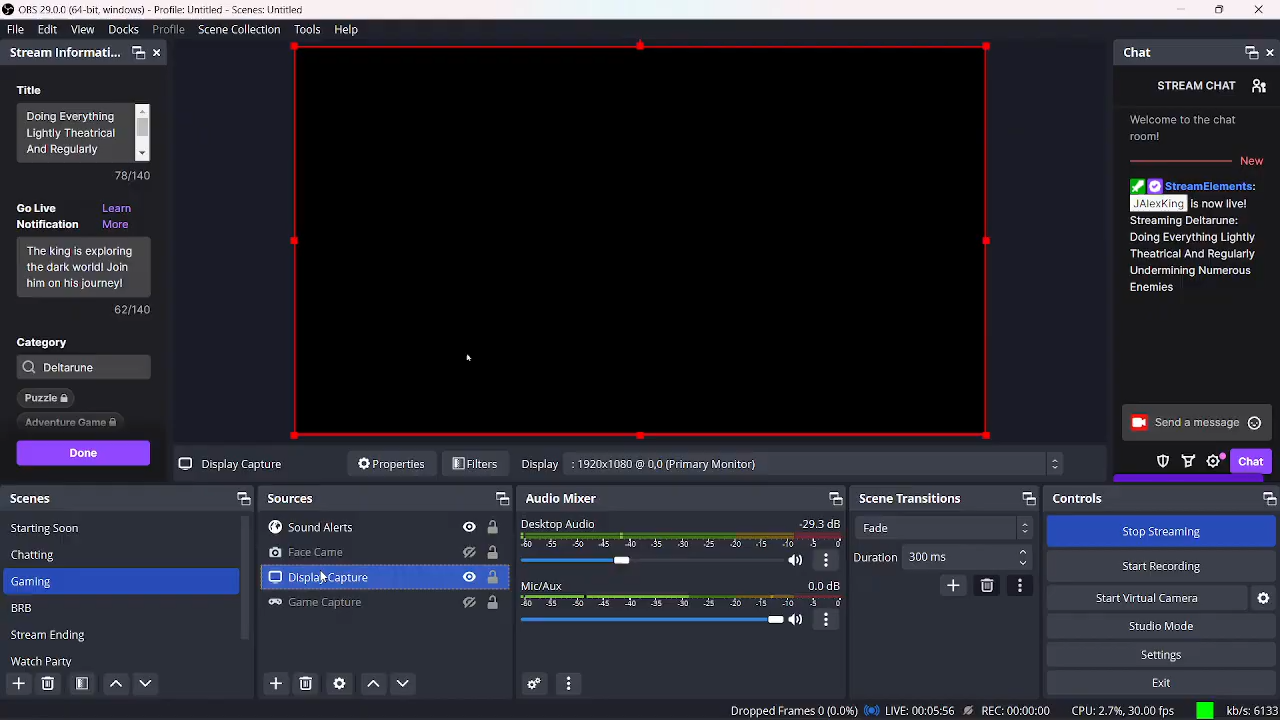 OBS 29.0.0 (64-bit, windows) - Profile: Untitled - Scenes: Untitled
File Edit View Docks Profile Scene Collection Tools Help
Stream Informati...
Title
Doing Everything
Lightly Theatrical
And Regularly
78/140
Go Live Learn
Notification More
The king is exploring
the dark world! Join
him on his journey!
62/140
Category
Deltarune
Puzzle
Adventure Game
Done
Chat
STREAM CHAT
Welcome to the chat
room!
New
StreamElements:
JAlexKing is now live!
Streaming Deltarune:
Doing Everything Lightly
Theatrical And Regularly
Undermining Numerous
Enemies
Send a message
Chat
Display Capture Properties Filters Display : 1920x1080 @ 0,0 (Primary Monitor)
Scenes
Starting Soon
Chatting
Gaming
BRB
Stream Ending
Watch Party
Sources
Sound Alerts
Face Came
Display Capture
Game Capture
Audio Mixer
Desktop Audio -29.3 dB
-60 -55 -50 -45 -40 -35 -30 -25 -20 -15 -10 -5 0
Mic/Aux 0.0 dB
-60 -55 -50 -45 -40 -35 -30 -25 -20 -15 -10 -5 0
Scene Transitions
Fade
Duration 300 ms
Controls
Stop Streaming
Start Recording
Start Virtual Camera
Studio Mode
Settings
Exit
Dropped Frames 0 (0.0%) LIVE: 00:05:56 REC: 00:00:00 CPU: 2.7%, 30.00 fps kb/s: 6133